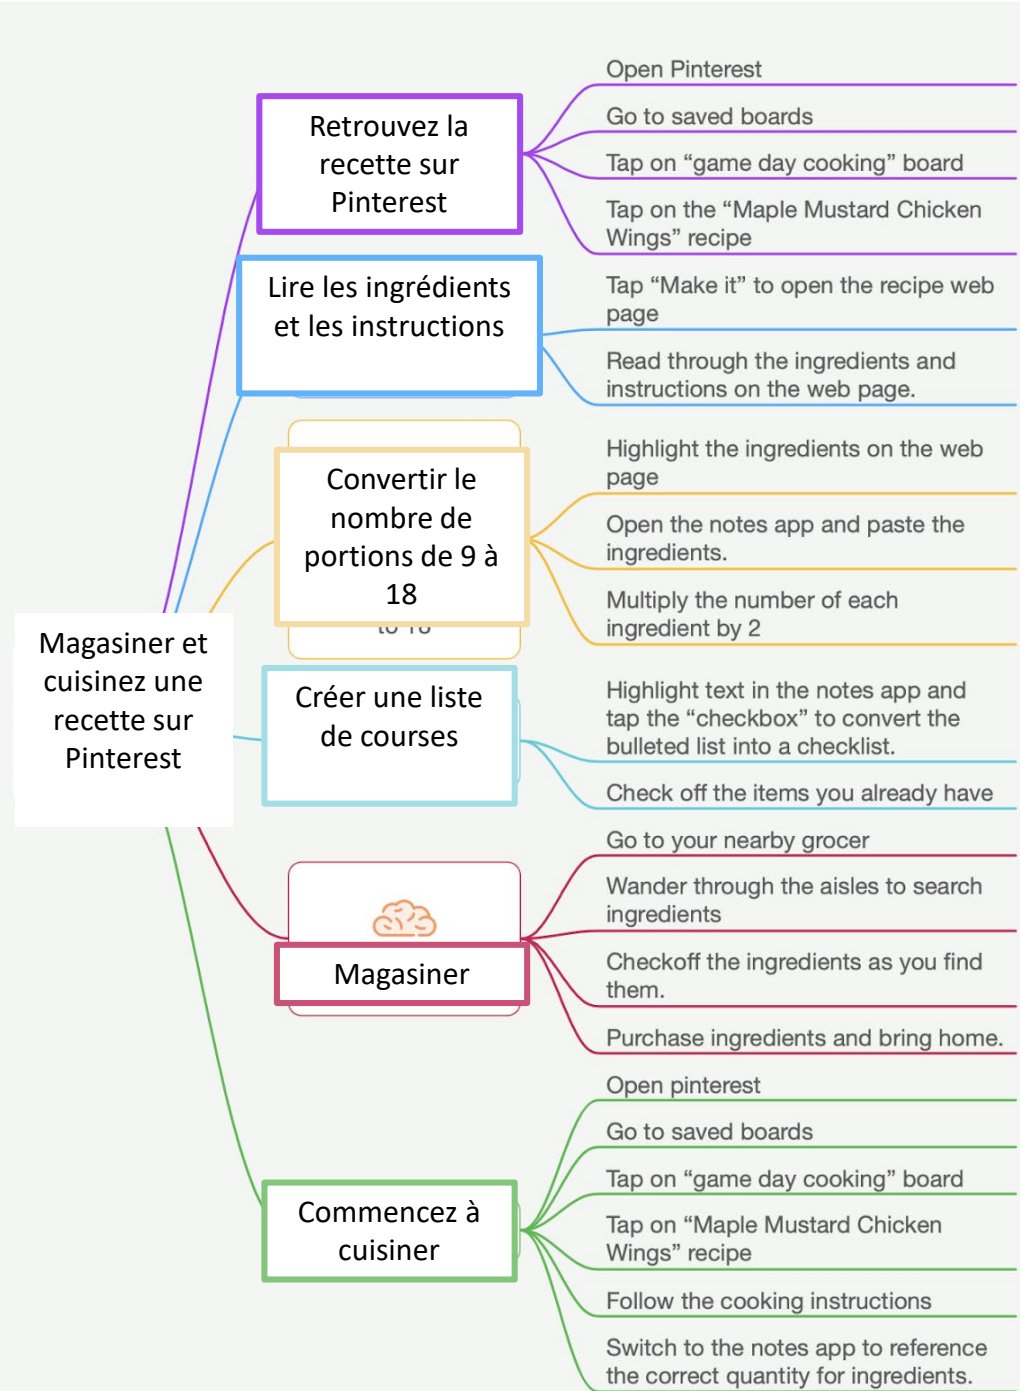 Open Pinterest
Go to saved boards
Tap on “game day cooking” board
Tap on the “Maple Mustard Chicken
Wings” recipe
Retrouvez la
recette sur
Pinterest
Tap “Make it” to open the recipe web
page
Read through the ingredients and
instructions on the web page.
Lire les ingrédients
et les instructions
Highlight the ingredients on the web
page
Open the notes app and paste the
ingredients.
Multiply the number of each
ingredient by 2
Convertir le
nombre de
portions de 9 à
18
to 18
Magasiner et
cuisinez une
recette sur
Pinterest
Créer une liste
de courses
Highlight text in the notes app and
tap the “checkbox” to convert the
bulleted list into a checklist.
Check off the items you already have
Go to your nearby grocer
Wander through the aisles to search
ingredients
Checkoff the ingredients as you find
them.
Purchase ingredients and bring home.
Magasiner
Open pinterest
Go to saved boards
Tap on “game day cooking” board
Tap on “Maple Mustard Chicken
Wings” recipe
Follow the cooking instructions
Switch to the notes app to reference
the correct quantity for ingredients.
Commencez à
cuisiner